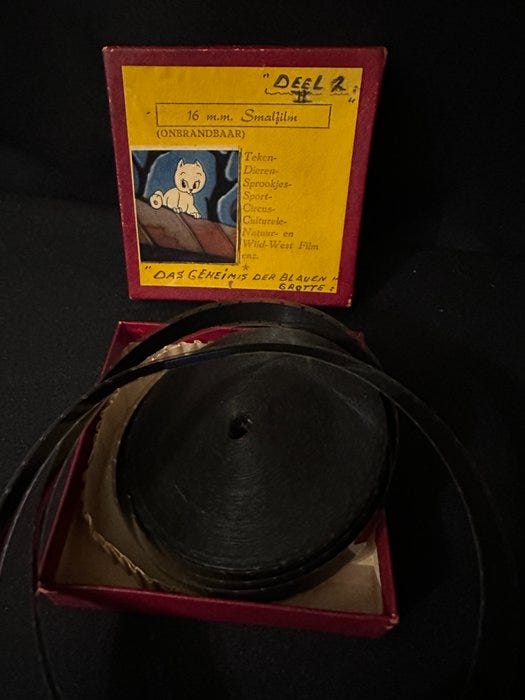 "DEEL 2."
II
16 m.m. Smalfilm
(ONBRANDBAAR)
Teken-
Dieren-
Sprookjes-
Sport-
Circus-
Culturele-
Natuur- en
Wild-West Film
enz.
*
"DAS GEHEIMIS DER BLAUEN"
GROTTE: